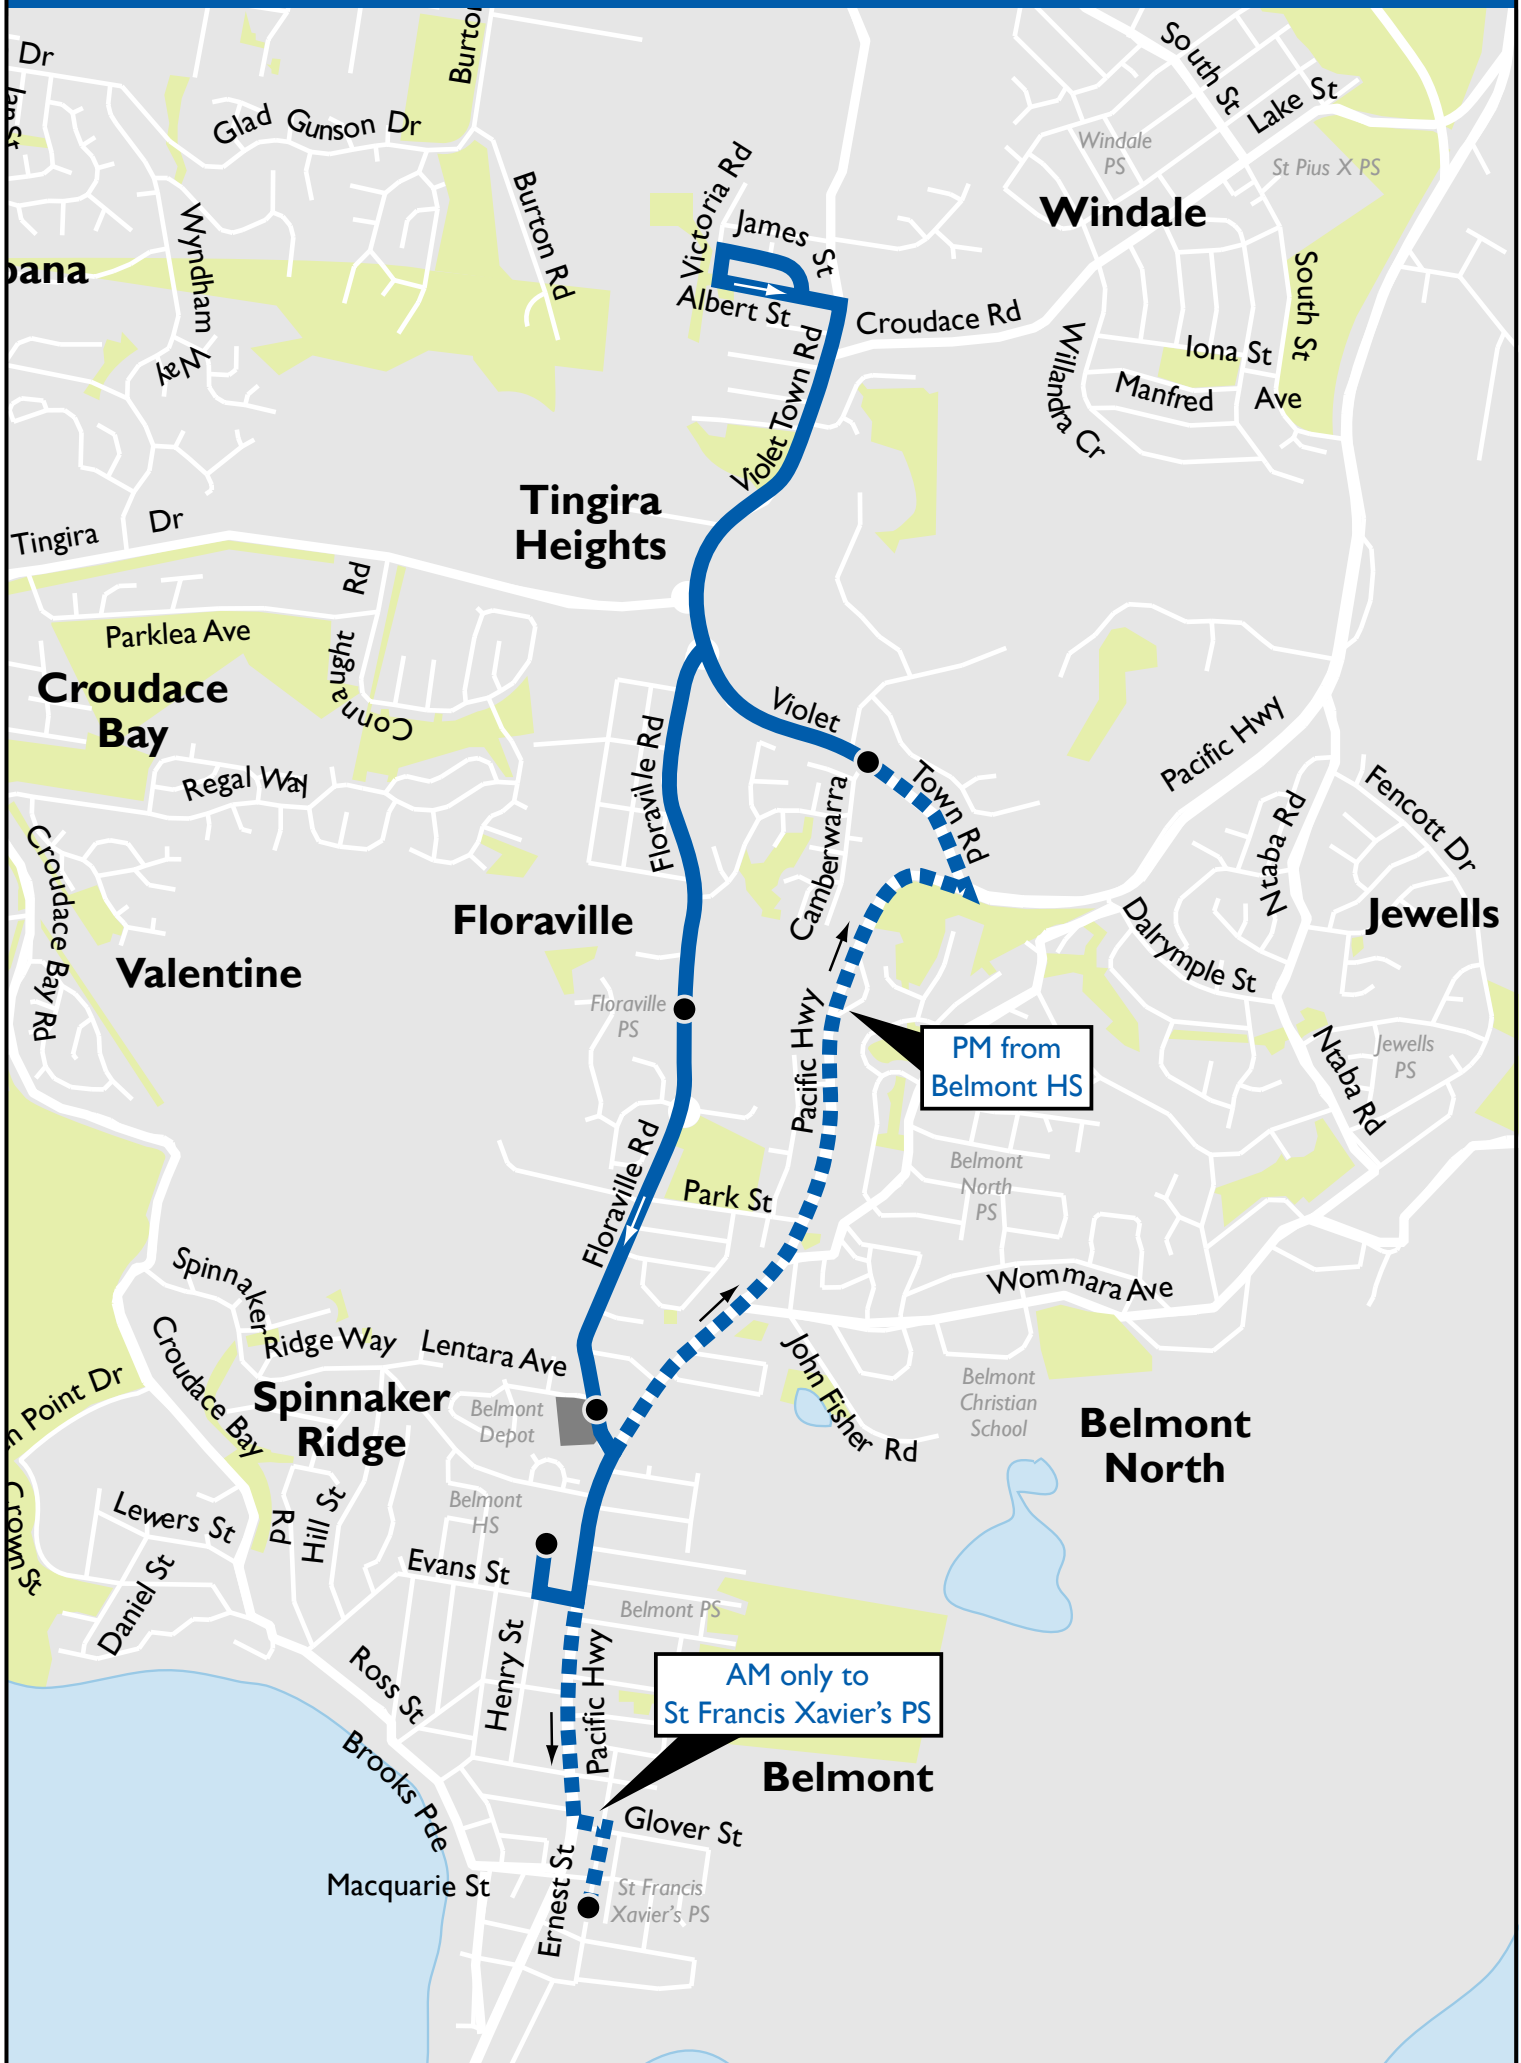 Dr
Burton
South St
Lake St
Glad Gunson Dr
Windale
PS
St Pius X PS
Burton Rd
Victoria Rd
Windale
Wyndham
Way
James St
South St
Albert St
Croudace Rd
Violet Town Rd
Willandra Cr
Iona St
Manfred Ave
Tingira
Heights
Tingira Dr
Parklea Ave
Connaught Rd
Croudace
Bay
Regal Way
Floraville Rd
Violet
Town Rd
Pacific Hwy
Camberwarra
Ntaba Rd
Fencott Dr
Croudace Bay Rd
Floraville
Jewells
Valentine
Dalrymple St
Floraville
PS
Pacific Hwy
PM from
Belmont HS
Ntaba Rd
Jewells
PS
Floraville Rd
Park St
Belmont
North
PS
Spinnaker
Ridge Way
Lentara Ave
Wommara Ave
Croudace Bay
Rd
John Fisher Rd
Point Dr
Spinnaker
Ridge
Belmont
Depot
Belmont
Christian
School
Belmont
North
Crown St
Lewers St
Hill St
Belmont
HS
Daniel St
Evans St
Belmont PS
Henry St
Ross St
Pacific Hwy
AM only to
St Francis Xavier's PS
Brooks Pde
Belmont
Glover St
Macquarie St
Ernest St
St Francis
Xavier's PS